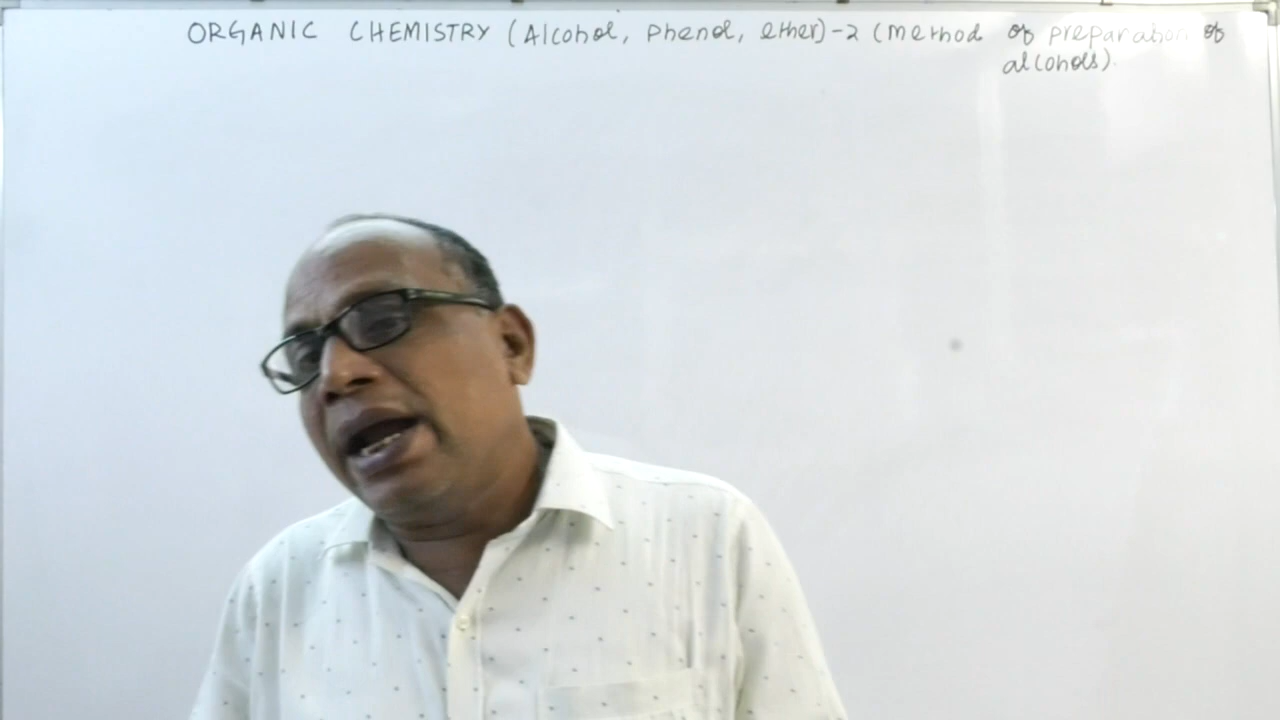 ORGANIC CHEMISTRY (Alcohol, Phenol, ether)-2 (method of preparation of
alcohols).